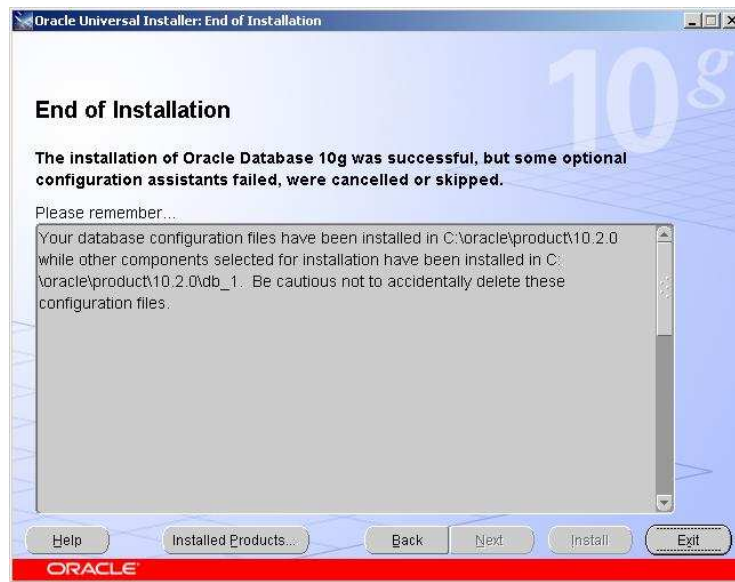 Oracle Universal Installer: End of Installation
10g
End of Installation
The installation of Oracle Database 10g was successful, but some optional
configuration assistants failed, were cancelled or skipped.
Please remember...
Your database configuration files have been installed in C:\oracle\product\10.2.0
while other components selected for installation have been installed in C:
\oracle\product\10.2.0\db_1. Be cautious not to accidentally delete these
configuration files.
Help
Installed Products...
Back
Next
Install
Exit
ORACLE